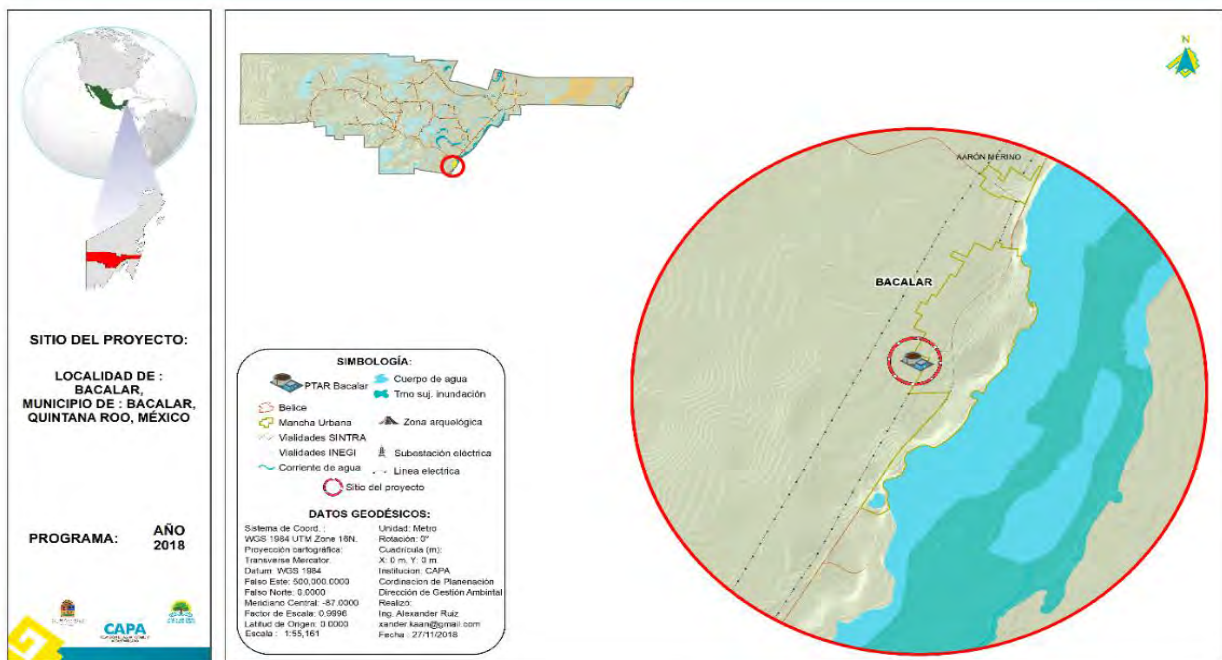 SITIO DEL PROYECTO:
LOCALIDAD DE :
BACALAR,
MUNICIPIO DE : BACALAR,
QUINTANA ROO, MÉXICO
PROGRAMA:
AÑO
2018
CAPA
N
AARÓN MERINO
BACALAR
SIMBOLOGÍA:
PTAR Bacalar
Belice
Mancha Urbana
Vialidades SINTRA
Vialidades INEGI
Corriente de agua
Cuerpo de agua
Trno suj. inundación
Zona arqueológica
Subestación eléctrica
Linea electrica
Sitio del proyecto
DATOS GEODÉSICOS:
Sistema de Coord. :
WGS 1984 UTM Zone 16N.
Proyección cartográfica:
Transverse Mercator.
Datum: WGS 1984
Falso Este: 500,000.0000
Falso Norte: 0.0000
Meridiano Central: -87.0000
Factor de Escala: 0.9996
Latitud de Origen: 0.0000
Escala : 1:55,161
Unidad: Metro
Rotación: 0°
Cuadricula (m):
X: 0 m, Y: 0 m
Institucion: CAPA
Cordinecion de Planenación
Dirección de Gestión Ambintal
Realizó:
Ing. Alexander Ruiz
xander.kaan@gmail.com
Fecha : 27/11/2018